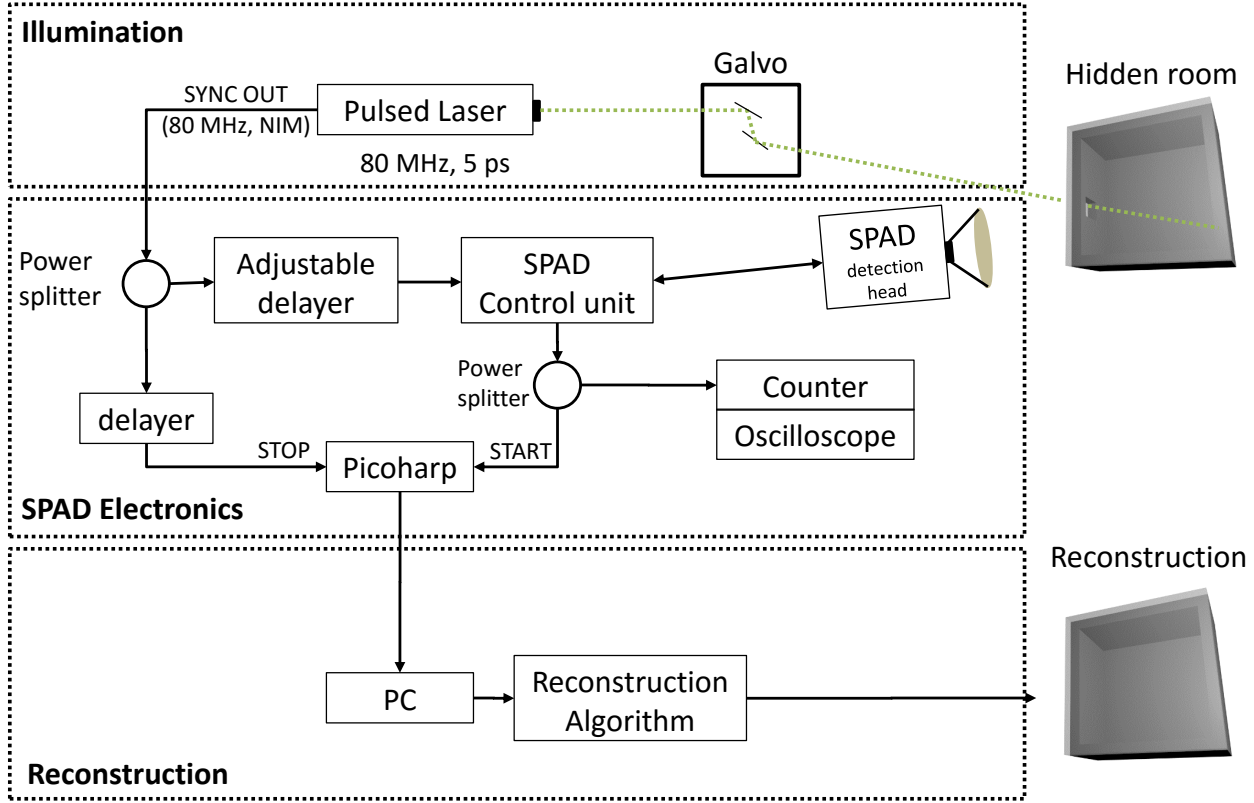 Illumination
SYNC OUT
(80 MHz, NIM)
Pulsed Laser
80 MHz, 5 ps
Galvo
Hidden room
Power
splitter
Adjustable
delayer
SPAD
Control unit
SPAD
detection
head
Power
splitter
Counter
Oscilloscope
delayer
STOP
Picoharp
START
SPAD Electronics
Reconstruction
PC
Reconstruction
Algorithm
Reconstruction